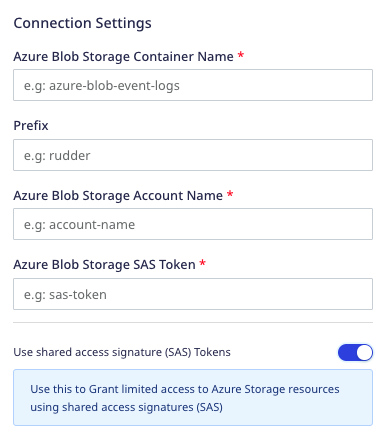 Connection Settings
Azure Blob Storage Container Name *
e.g: azure-blob-event-logs
Prefix
e.g: rudder
Azure Blob Storage Account Name *
e.g: account-name
Azure Blob Storage SAS Token *
e.g: sas-token
Use shared access signature (SAS) Tokens
Use this to Grant limited access to Azure Storage resources
using shared access signatures (SAS)